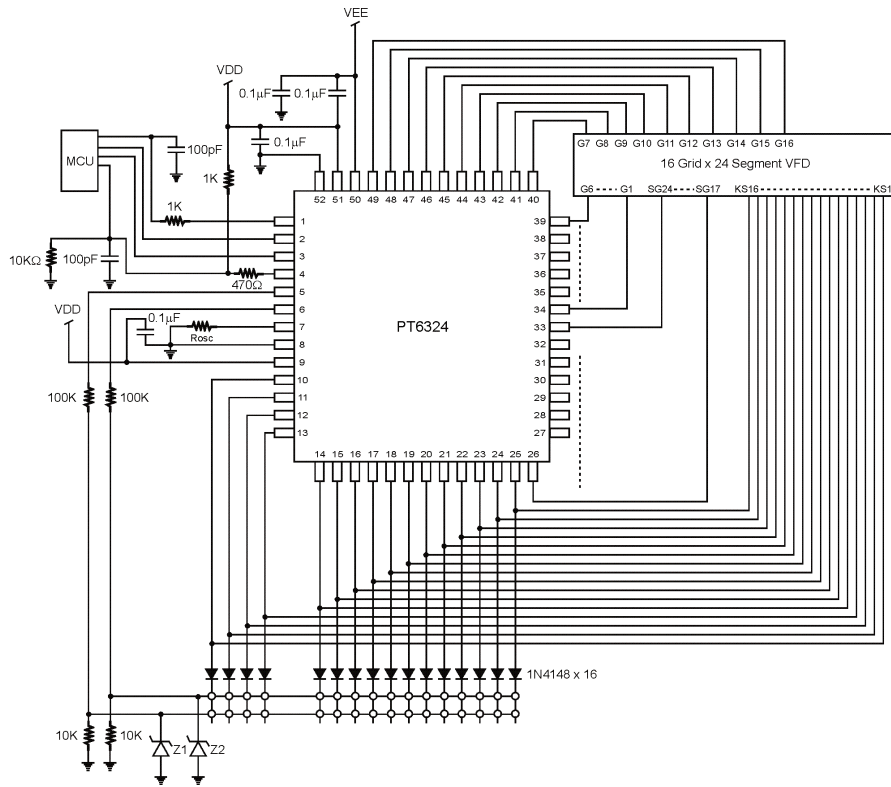 VEE
VDD
0.1µF
0.1µF
0.1µF
MCU
100pF
1K
1K
10KΩ
100pF
470Ω
VDD
0.1µF
Rosc
100K
100K
52 51 50 49 48 47 46 45 44 43 42 41 40
1
2
3
4
5
6
7
8
9
10
11
12
13
PT6324
39
38
37
36
35
34
33
32
31
30
29
28
27
14 15 16 17 18 19 20 21 22 23 24 25 26
G7 G8 G9 G10 G11 G12 G13 G14 G15 G16
16 Grid x 24 Segment VFD
G6 G1 SG24 SG17 KS16 KS1
1N4148 x 16
10K
10K
Z1
Z2